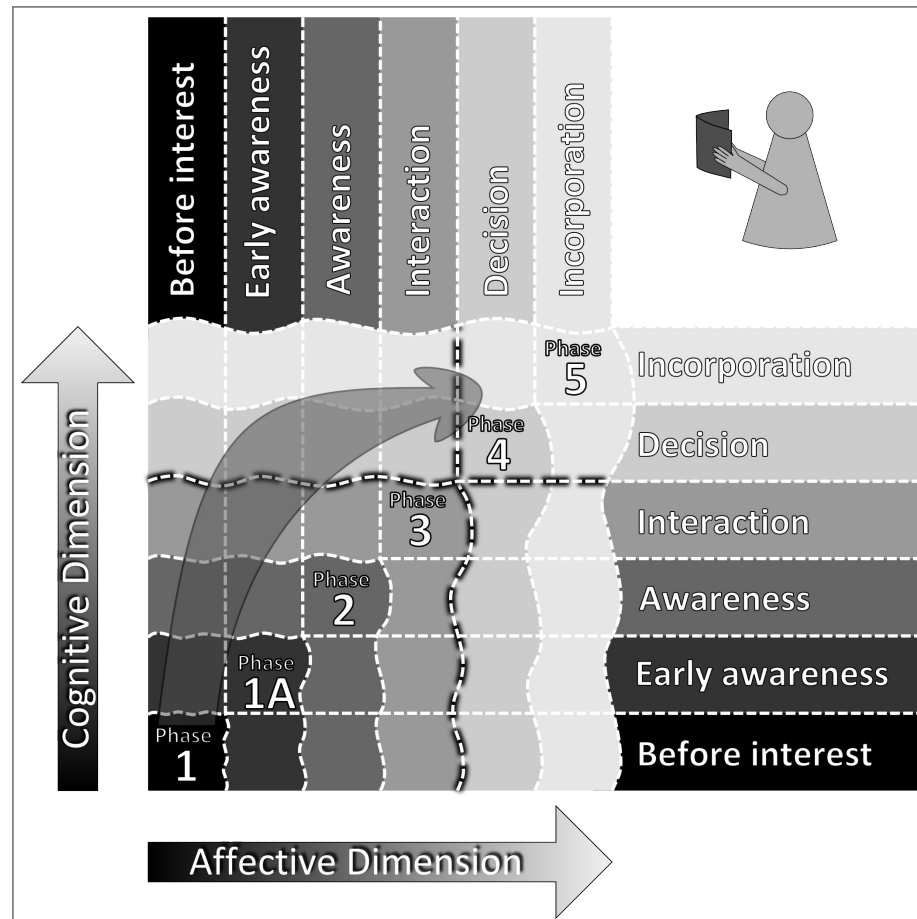 Before interest
Early awareness
Awareness
Interaction
Decision
Incorporation
Cognitive Dimension
Phase
5
Incorporation
Phase
4
Decision
Phase
3
Interaction
Phase
2
Awareness
Phase
1A
Early awareness
Phase
1
Before interest
Affective Dimension